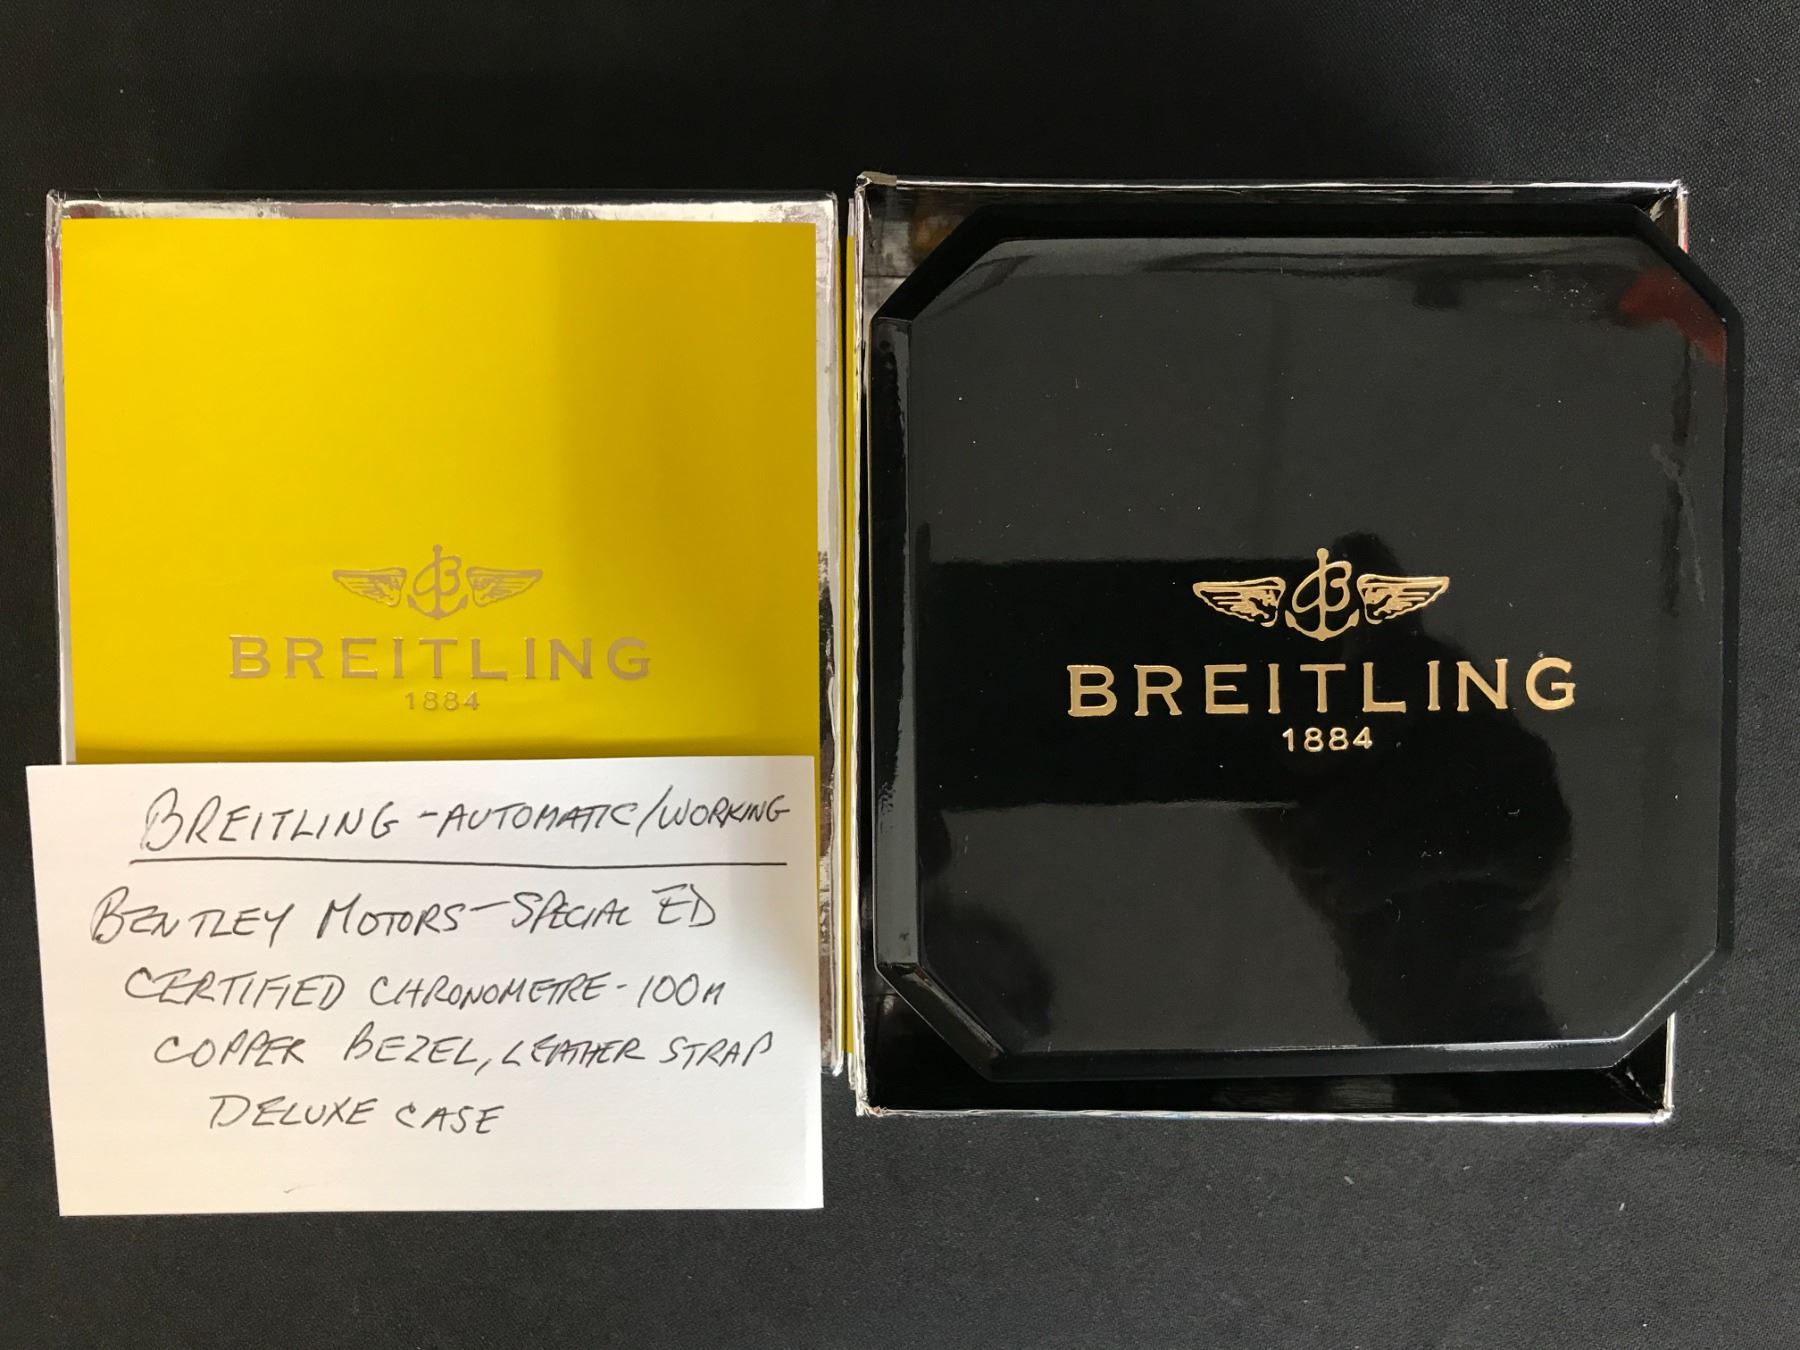 BREITLING
1884
BREITLING
1884
BREITLING - AUTOMATIC/WORKING
BENTLEY MOTORS - SPECIAL ED
CERTIFIED CHRONOMETRE - 100M
COPPER BEZEL, LEATHER STRAP
DELUXE CASE